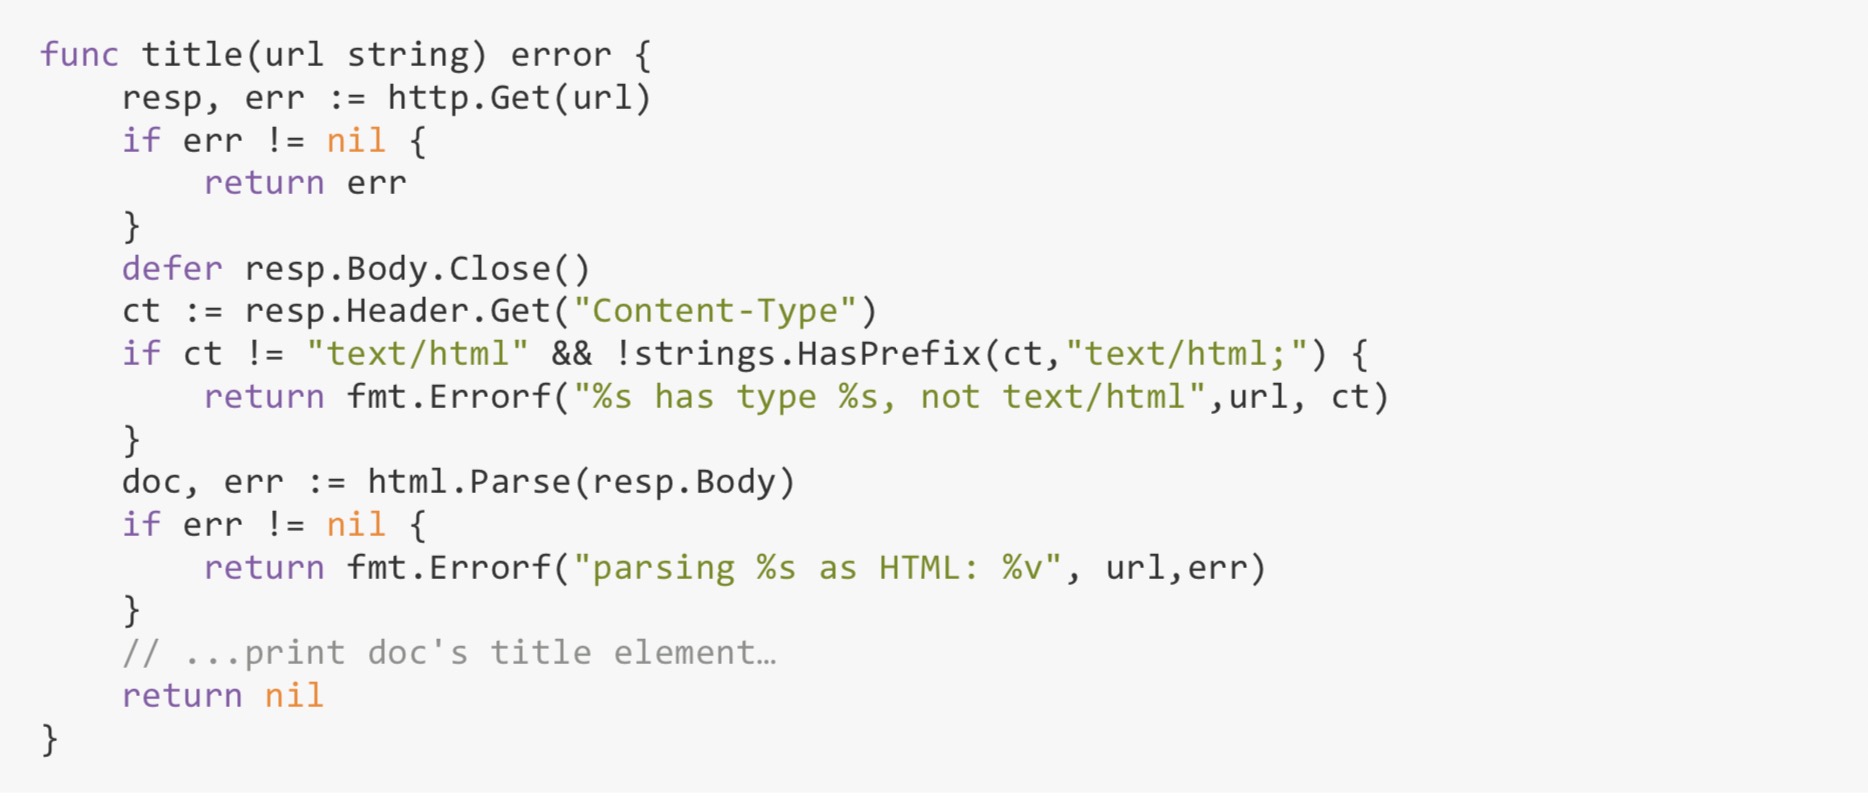 func title(url string) error {
    resp, err := http.Get(url)
    if err != nil {
        return err
    }
    defer resp.Body.Close()
    ct := resp.Header.Get("Content-Type")
    if ct != "text/html" && !strings.HasPrefix(ct,"text/html;") {
        return fmt.Errorf("%s has type %s, not text/html",url, ct)
    }
    doc, err := html.Parse(resp.Body)
    if err != nil {
        return fmt.Errorf("parsing %s as HTML: %v", url,err)
    }
    // ...print doc's title element…
    return nil
}